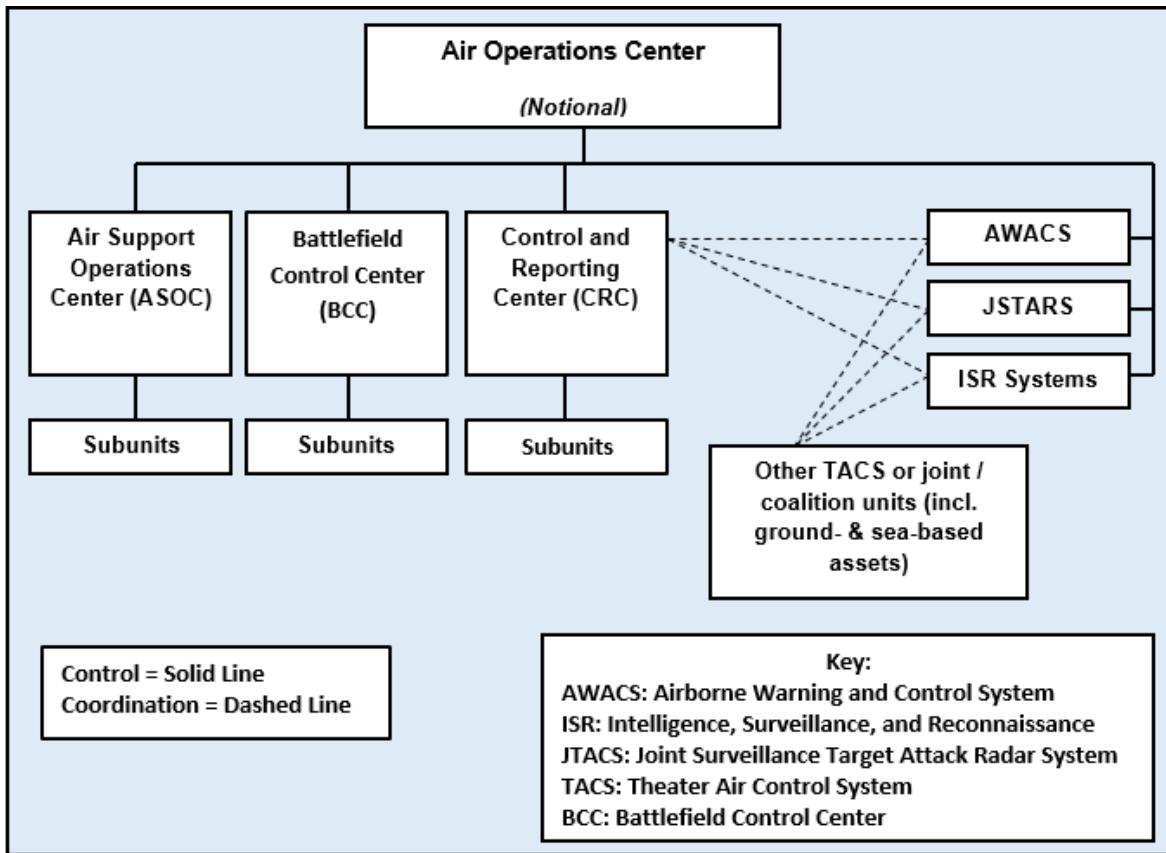 Air Operations Center
(Notional)
Air Support
Operations
Center (ASOC)
Battlefield
Control Center
(BCC)
Control and
Reporting
Center (CRC)
AWACS
JSTARS
ISR Systems
Subunits
Subunits
Subunits
Other TACS or joint /
coalition units (incl.
ground- & sea-based
assets)
Control = Solid Line
Coordination = Dashed Line
Key:
AWACS: Airborne Warning and Control System
ISR: Intelligence, Surveillance, and Reconnaissance
JTACS: Joint Surveillance Target Attack Radar System
TACS: Theater Air Control System
BCC: Battlefield Control Center